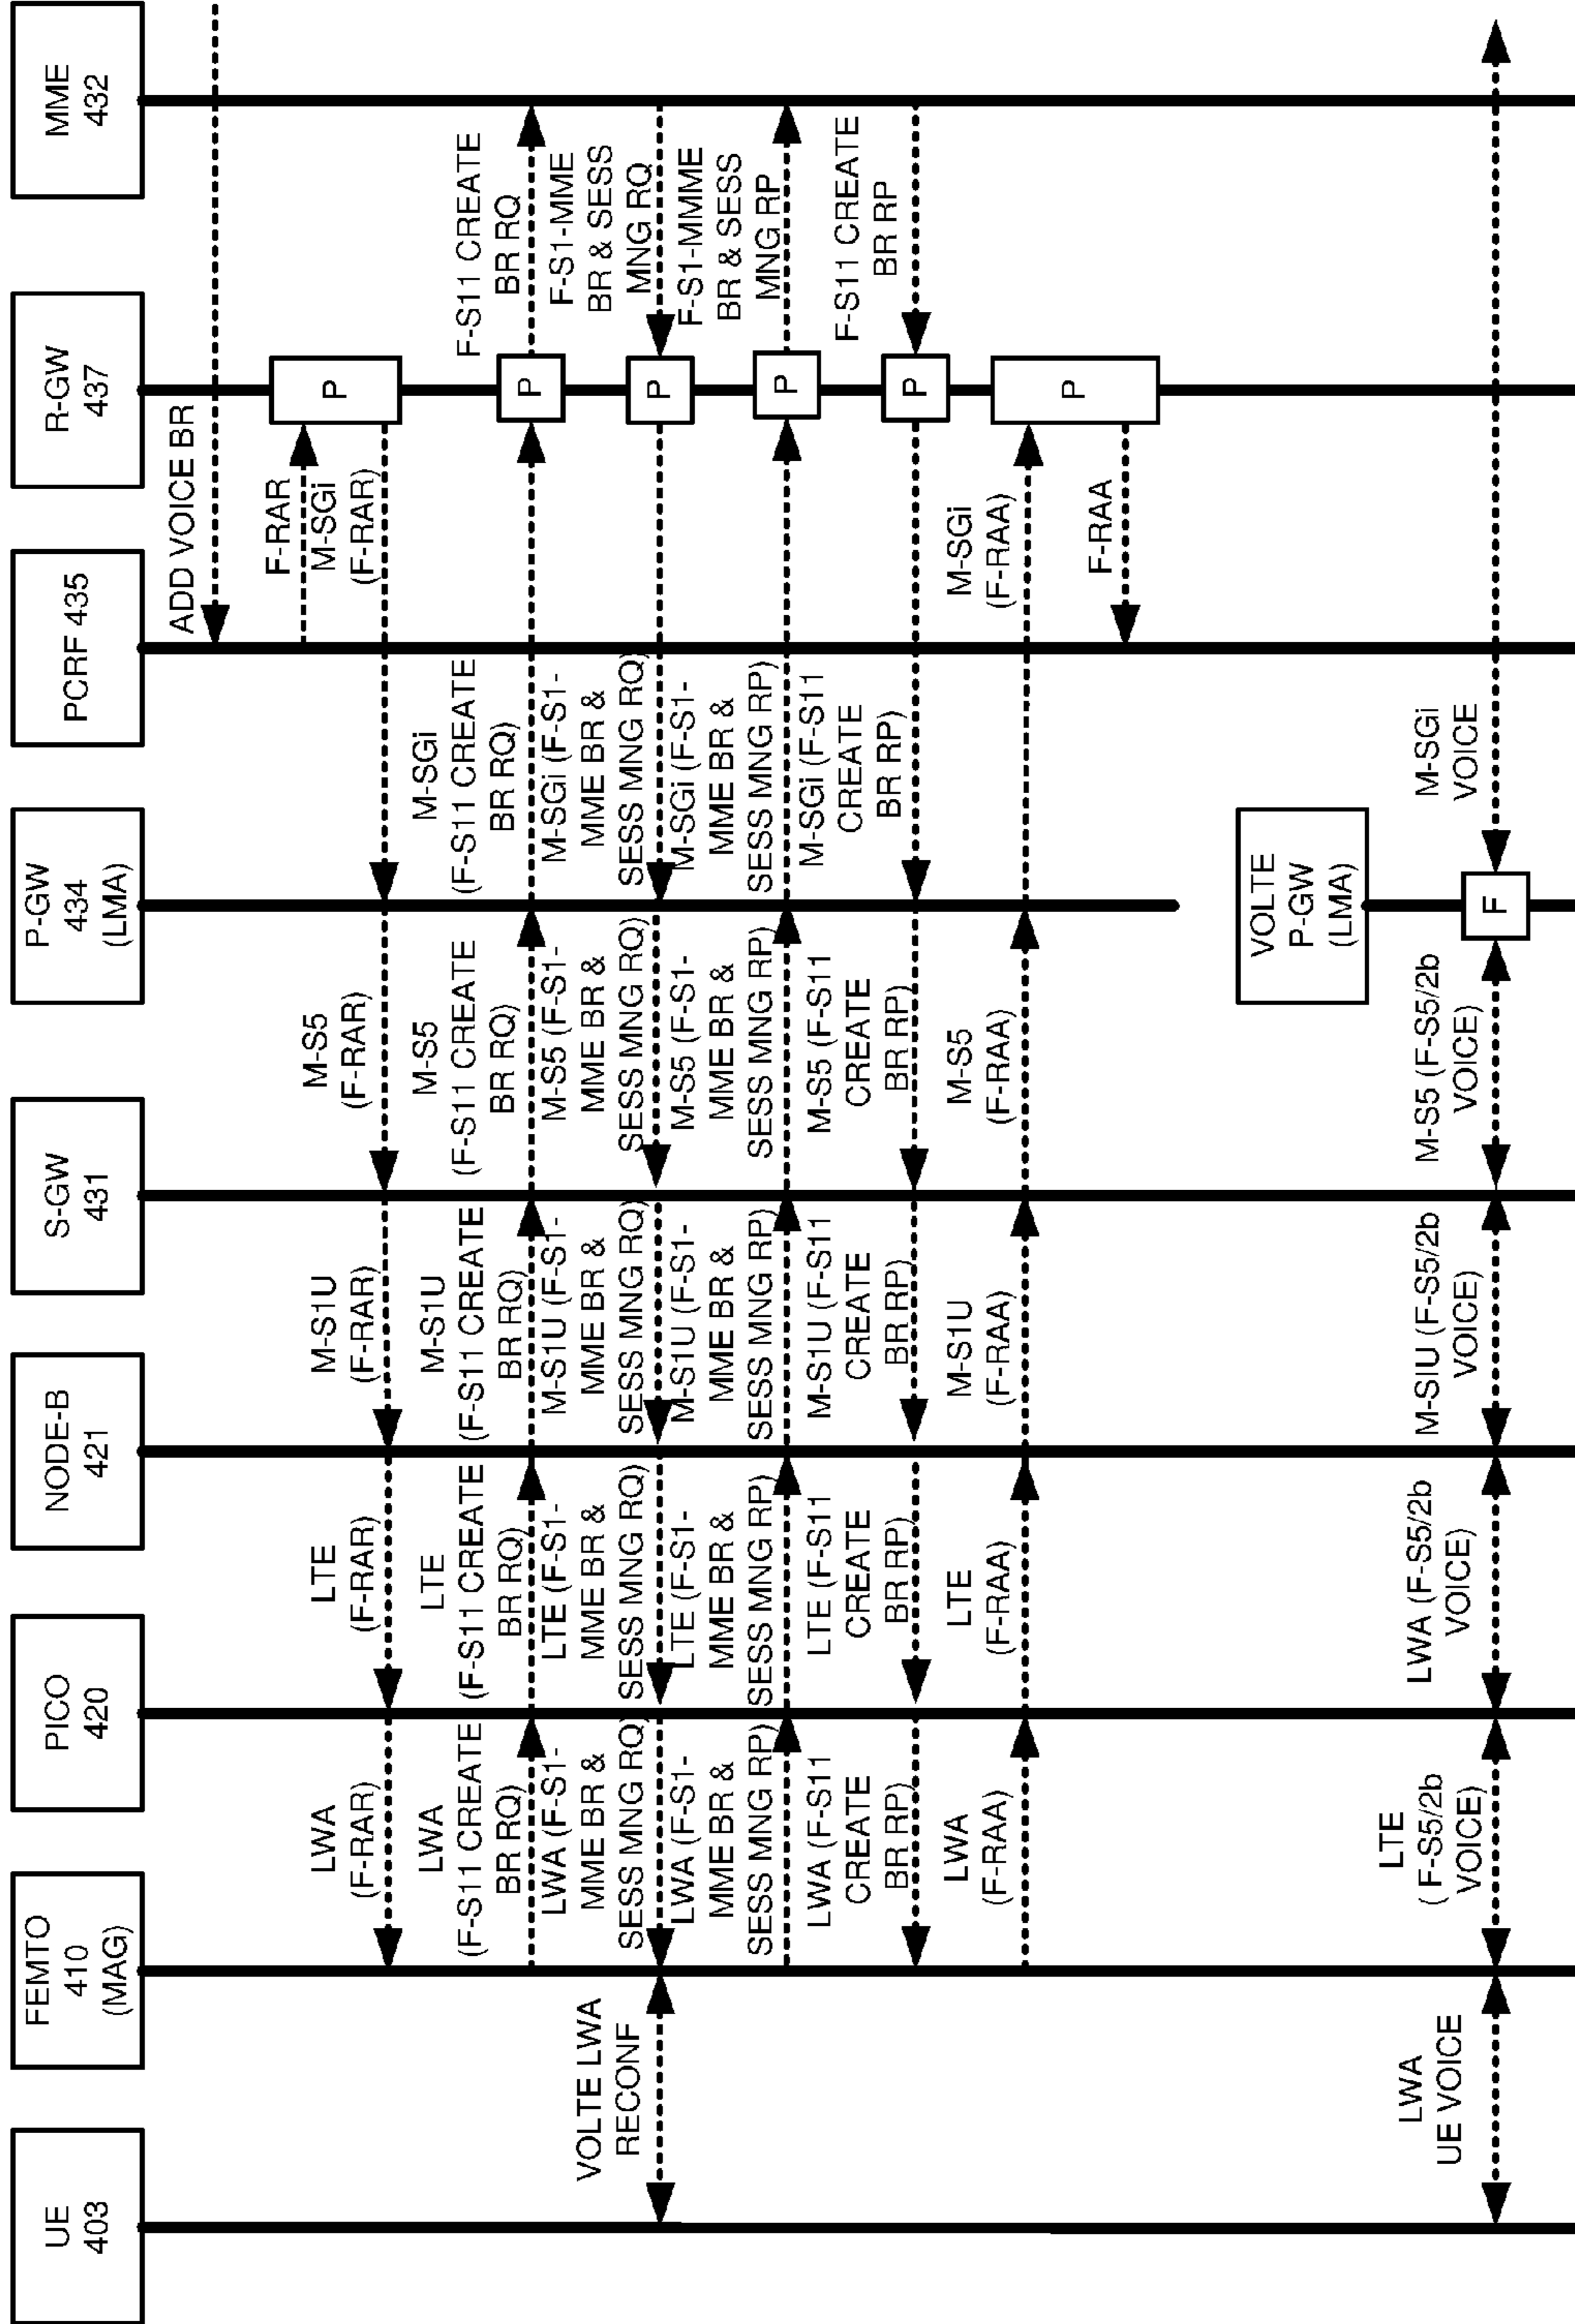 UE
403
FEMTO
410
(MAG)
PICO
420
NODE-B
421
S-GW
431
P-GW
434
(LMA)
PCRF 435
R-GW
437
MME
432
ADD VOICE BR
F-RAR
M-SGi
(F-RAR)
P
LWA
(F-RAR)
LTE
(F-RAR)
M-S1U
(F-RAR)
M-S5
(F-RAR)
LWA
(F-S11 CREATE
BR RQ)
LTE
(F-S11 CREATE
BR RQ)
M-S1U
(F-S11 CREATE
BR RQ)
M-S5
(F-S11 CREATE
BR RQ)
M-SGi
(F-S11 CREATE
BR RQ)
P
F-S11 CREATE
BR RQ
VOLTE LWA
RECONF
LWA (F-S1-
MME BR &
SESS MNG RQ)
LTE (F-S1-
MME BR &
SESS MNG RQ)
M-S1U (F-S1-
MME BR &
SESS MNG RQ)
M-S5 (F-S1-
MME BR &
SESS MNG RQ)
M-SGi (F-S1-
MME BR &
SESS MNG RQ)
P
F-S1-MME
BR & SESS
MNG RQ
LWA (F-S1-
MME BR &
SESS MNG RP)
LTE (F-S1-
MME BR &
SESS MNG RP)
M-S1U (F-S1-
MME BR &
SESS MNG RP)
M-S5 (F-S1-
MME BR &
SESS MNG RP)
M-SGi (F-S1-
MME BR &
SESS MNG RP)
P
F-S1-MMME
BR & SESS
MNG RP
LWA (F-S11
CREATE
BR RP)
LTE (F-S11
CREATE
BR RP)
M-S1U (F-S11
CREATE
BR RP)
M-S5 (F-S11
CREATE
BR RP)
M-SGi (F-S11
CREATE
BR RP)
P
F-S11 CREATE
BR RP
LWA
(F-RAA)
LTE
(F-RAA)
M-S1U
(F-RAA)
M-S5
(F-RAA)
M-SGi
(F-RAA)
P
F-RAA
VOLTE
P-GW
(LMA)
LWA
UE VOICE
LTE
( F-S5/2b
VOICE)
LWA (F-S5/2b
VOICE)
M-SIU (F-S5/2b
VOICE)
M-S5 (F-S5/2b
VOICE)
F
M-SGi
VOICE